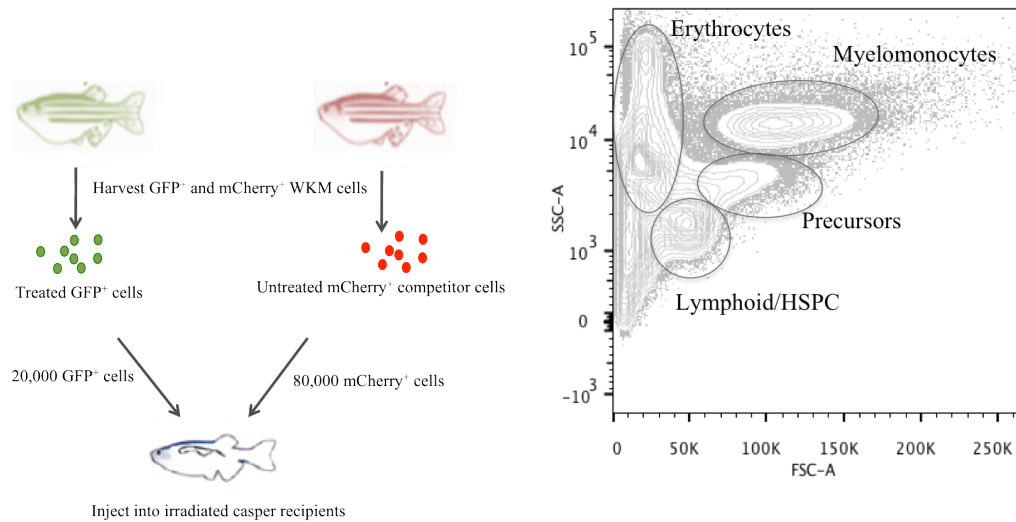 Harvest GFP⁺ and mCherry⁺ WKM cells
Treated GFP⁺ cells
Untreated mCherry⁺ competitor cells
20,000 GFP⁺ cells
80,000 mCherry⁺ cells
Inject into irradiated casper recipients
Erythrocytes
Myelomonocytes
Precursors
Lymphoid/HSPC
SSC-A
10⁵
10⁴
10³
0
-10³
0 50K 100K 150K 200K 250K
FSC-A